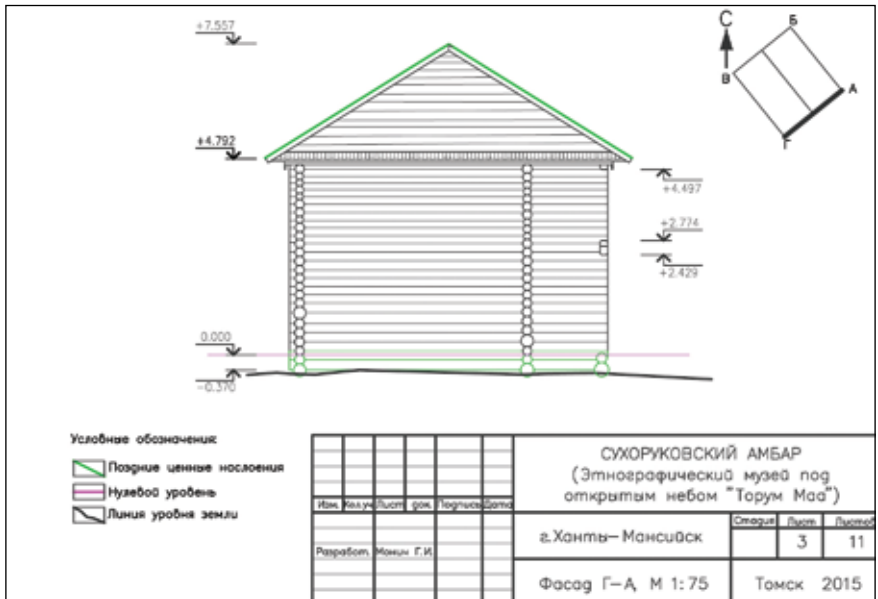 +7.557
+4.792
0.000
-0.370
+4.497
+2.774
+2.429
С
Б
В
А
Г
Условные обозначения:
Поздние ценные наслоения
Нулевой уровень
Линия уровня земли
Изм. Кол.уч Лист док. Подпись Дата
Разработ. Манин Г.И.
СУХОРУКОВСКИЙ АМБАР
(Этнографический музей под
открытым небом "Торум Маа")
г.Ханты-Мансийск
Стадия Лист Листов
3 11
Фасад Г-А, М 1:75
Томск 2015